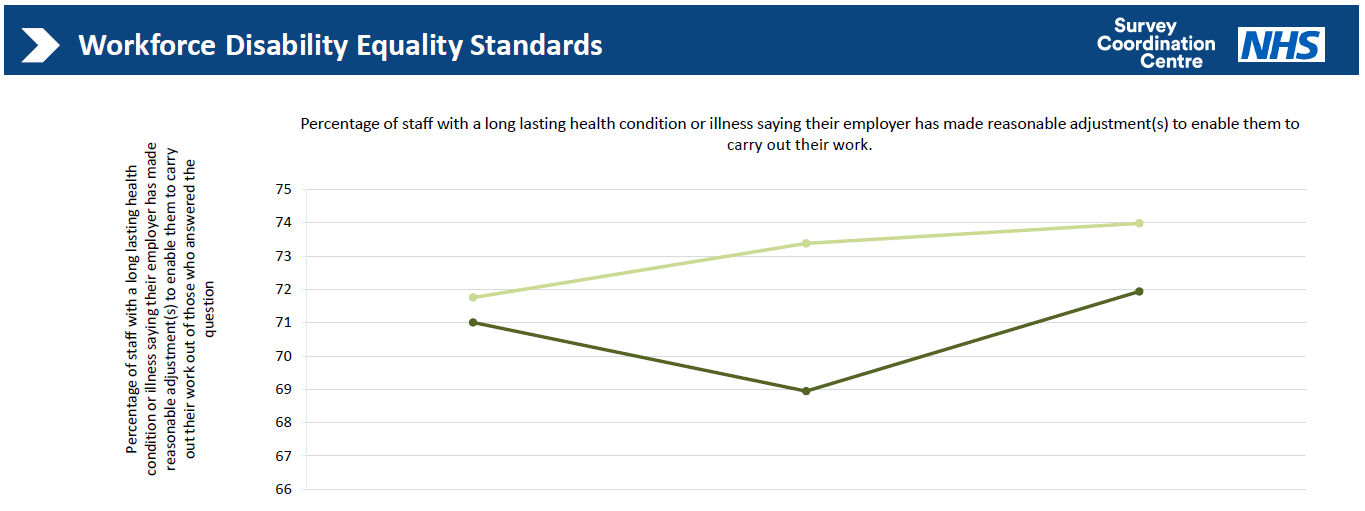 Workforce Disability Equality Standards
Survey
Coordination
Centre
NHS
Percentage of staff with a long lasting health condition or illness saying their employer has made reasonable adjustment(s) to enable them to
carry out their work.
Percentage of staff with a long lasting health
condition or illness saying their employer has made
reasonable adjustment(s) to enable them to carry
out their work out of those who answered the
question
75
74
73
72
71
70
69
68
67
66